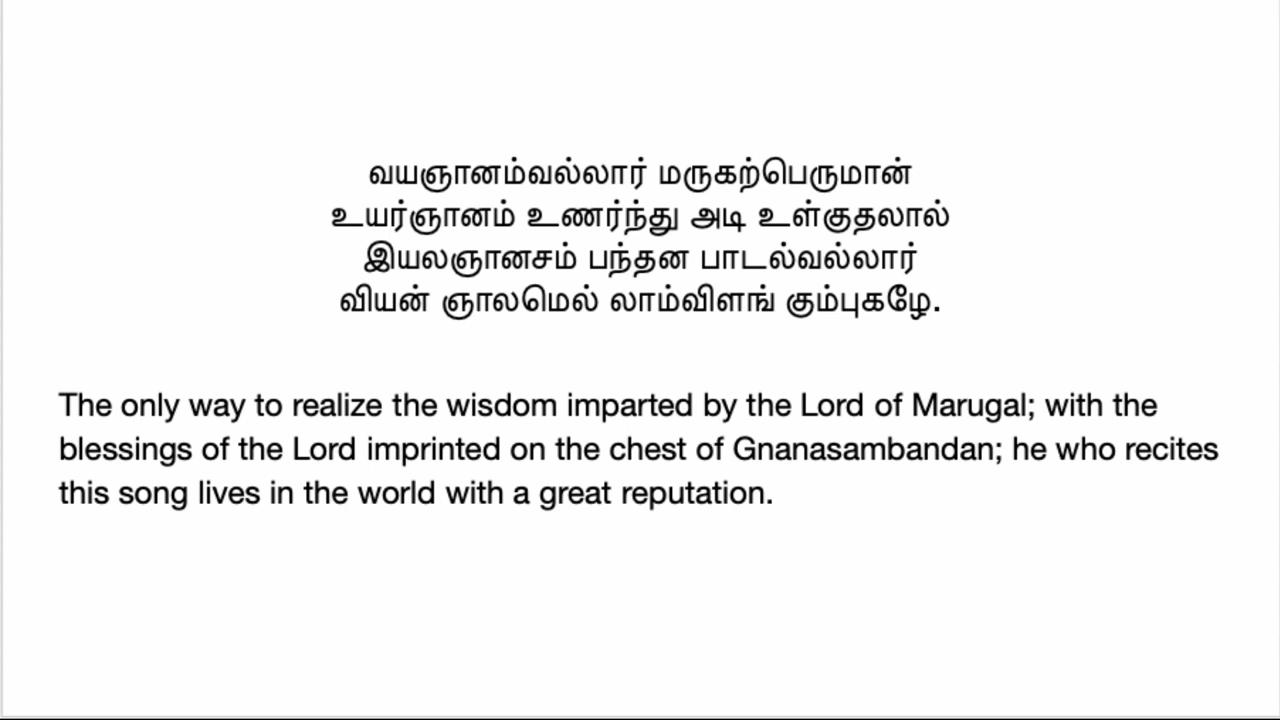 வயஞானம்வல்லார் மருகற்பெருமான்
உயர்ஞானம் உணர்ந்து அடி உள்குதலால்
இயலஞானசம் பந்தன பாடல்வல்லார்
வியன் ஞாலமெல் லாம்விளங் கும்புகழே.
The only way to realize the wisdom imparted by the Lord of Marugal; with the
blessings of the Lord imprinted on the chest of Gnanasambandan; he who recites
this song lives in the world with a great reputation.